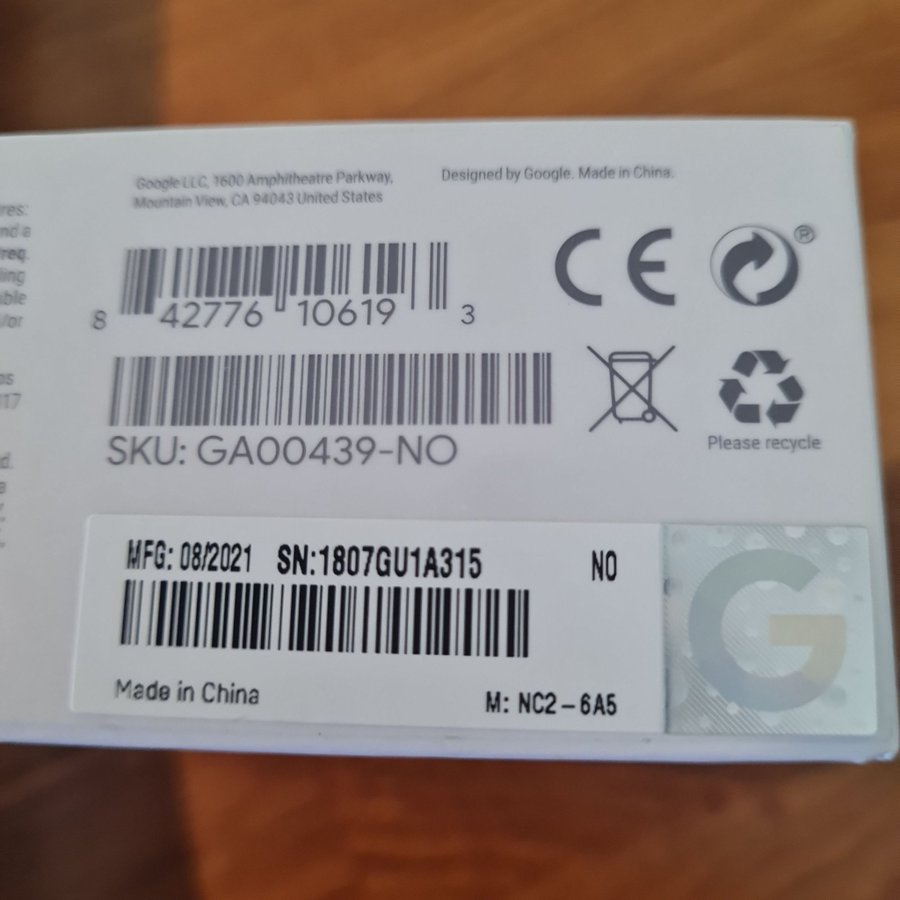 Google LLC, 1600 Amphitheatre Parkway,
Mountain View, CA 94043 United States
Designed by Google. Made in China.
CE
®
8 42776 10619 3
SKU: GA00439-NO
Please recycle
MFG: 08/2021 SN:1807GU1A315 NO
Made in China M: NC2-6A5
G